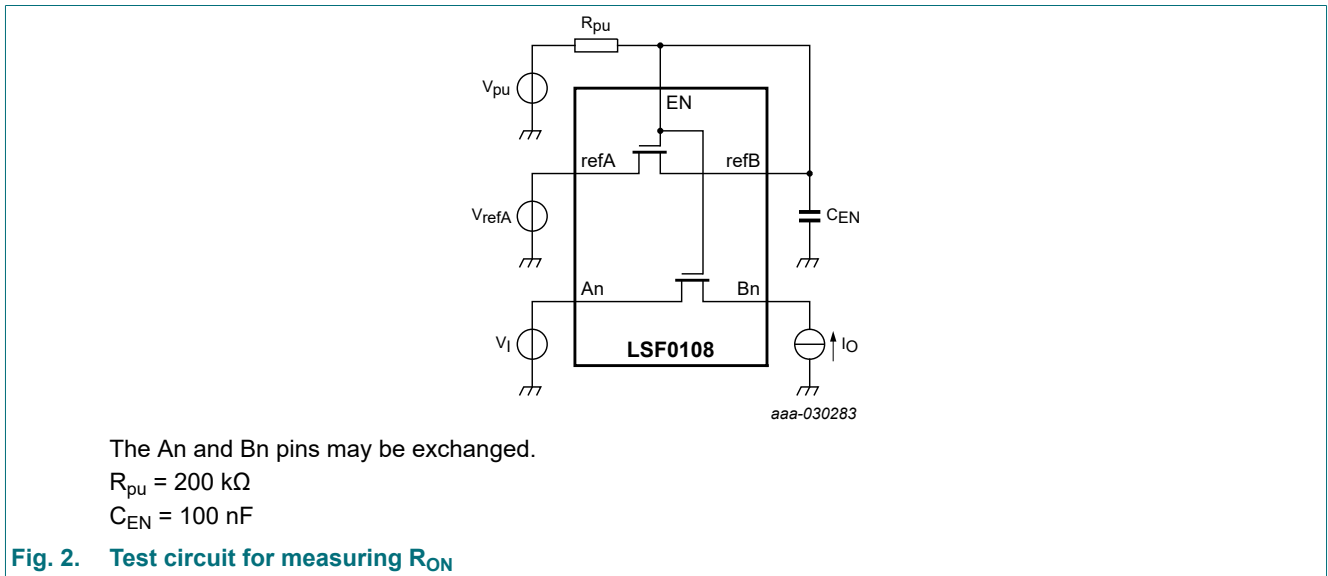 Rpu
Vpu
EN
refA refB
VrefA CEN
An Bn
VI LSF0108 IO
aaa-030283
The An and Bn pins may be exchanged.
Rpu = 200 kΩ
CEN = 100 nF
Fig. 2. Test circuit for measuring RON